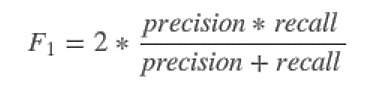 F₁ = 2 * precision * recall / precision + recall